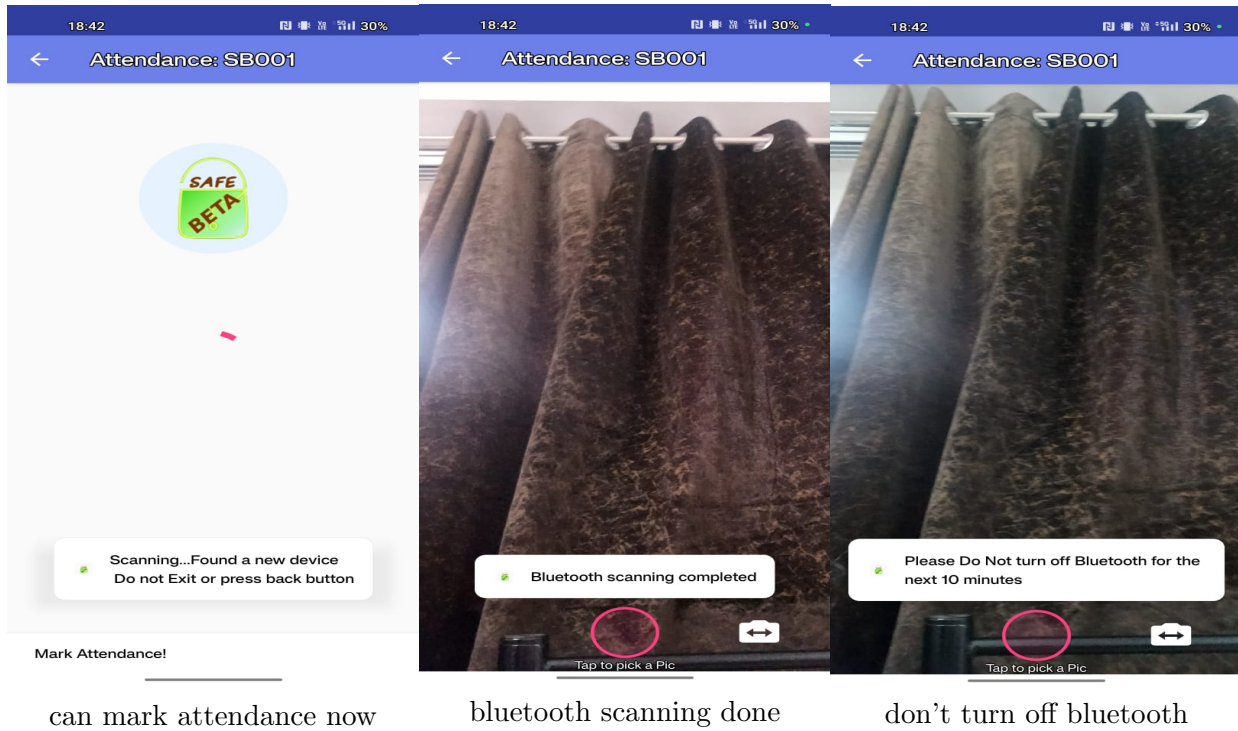 18:42
30%
Attendance: SB001
SAFE
BETA
Scanning...Found a new device
Do not Exit or press back button
Mark Attendance!
can mark attendance now
18:42
30%
Attendance: SB001
Bluetooth scanning completed
Tap to pick a Pic
bluetooth scanning done
18:42
30%
Attendance: SB001
Please Do Not turn off Bluetooth for the
next 10 minutes
Tap to pick a Pic
don't turn off bluetooth